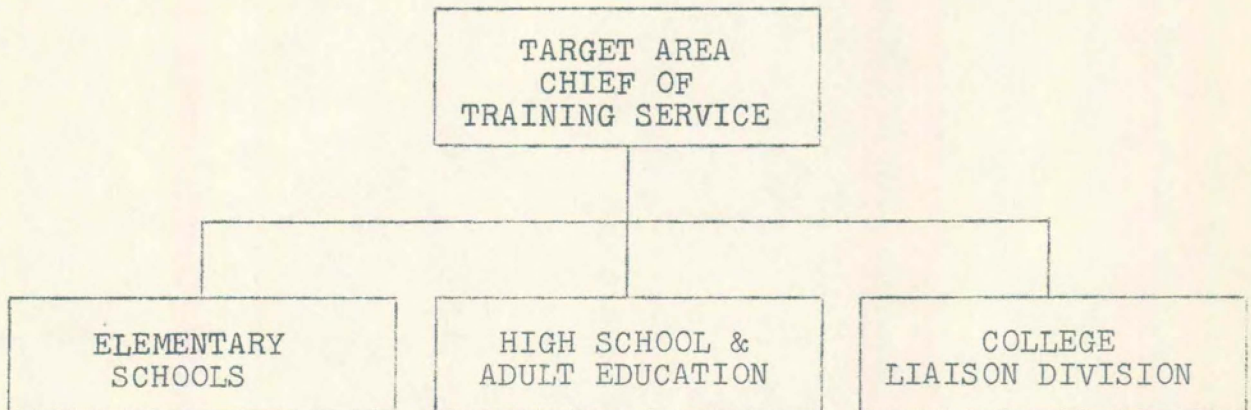 TARGET AREA
CHIEF OF
TRAINING SERVICE
ELEMENTARY
SCHOOLS
HIGH SCHOOL &
ADULT EDUCATION
COLLEGE
LIAISON DIVISION